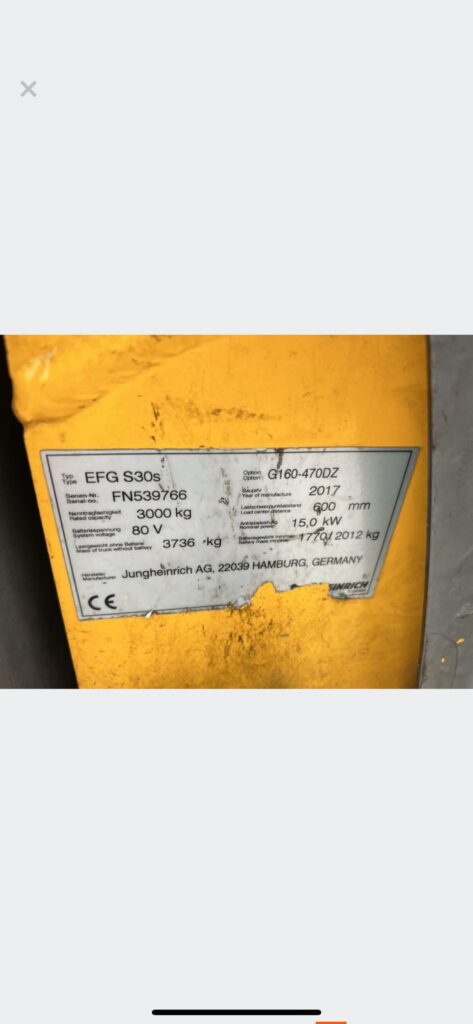 Typ
Type EFG S30s
Option
Option G160-470DZ
Serien-Nr.
Serial-no. FN539766
Baujahr
Year of manufacture 2017
Nenntragfähigkeit
Rated capacity 3000 kg
Lastschwerpunktabstand
Load center distance 600 mm
Batteriespannung
System voltage 80 V
Antriebsleistung
Nominal power 15,0 kW
Leergewicht ohne Batterie
Mass of truck without battery 3736 kg
Batteriegewicht min/max
Battery mass min/max 1770/2012 kg
Hersteller
Manufacturer Jungheinrich AG, 22039 HAMBURG, GERMANY
CE
INRICH